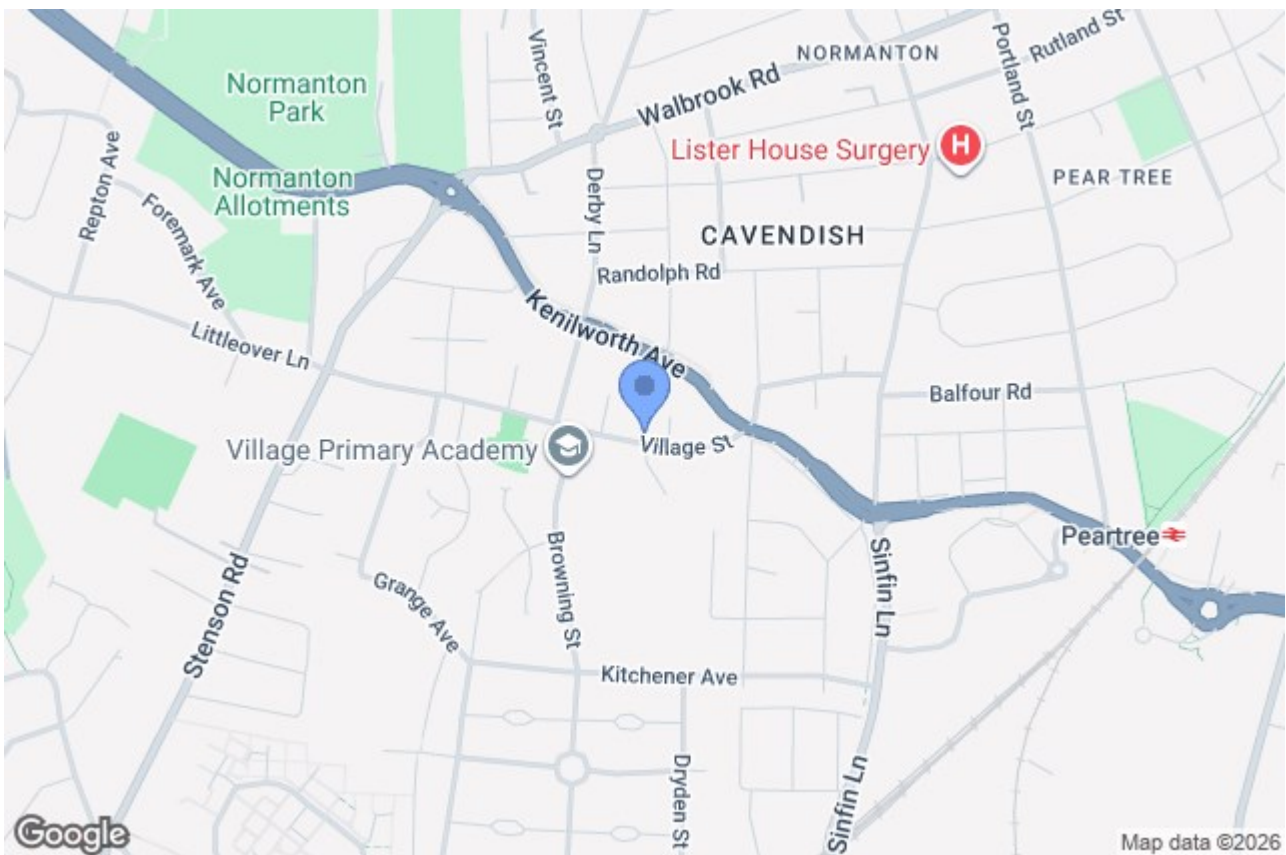 Vincent St
NORMANTON
Portland St
Rutland St
Normanton
Park
Walbrook Rd
Lister House Surgery
H
Repton Ave
Normanton
Allotments
Derby Ln
PEAR TREE
Foremark Ave
CAVENDISH
Randolph Rd
Kenilworth Ave
Littleover Ln
Balfour Rd
Village Primary Academy
Village St
Peartree
Browning St
Sinfin Ln
Stenson Rd
Grange Ave
Kitchener Ave
Dryden St
Sinfin Ln
Google
Map data ©2026